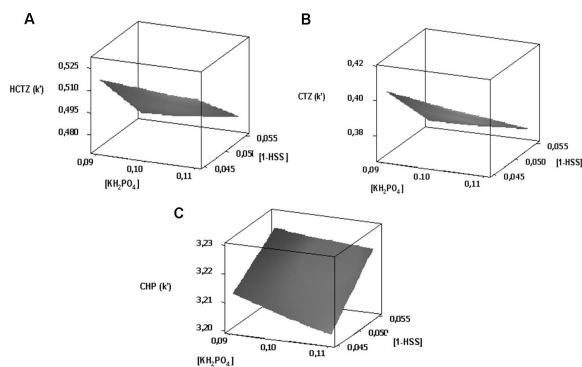 A
0,525
HCTZ (k')
0,510
0,495
0,480
0,09
0,10
0,11
[KH2PO4]
0,045
0,055
[1-HSS]
B
0,42
CTZ (k')
0,40
0,38
0,09
0,10
0,11
[KH2PO4]
0,045
0,050
0,055
[1-HSS]
C
3,23
3,22
CHP (k')
3,21
3,20
0,09
0,10
0,11
[KH2PO4]
0,045
0,050
0,055
[1-HSS]